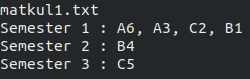 matkul1.txt
Semester 1 : A6, A3, C2, B1
Semester 2 : B4
Semester 3 : C5